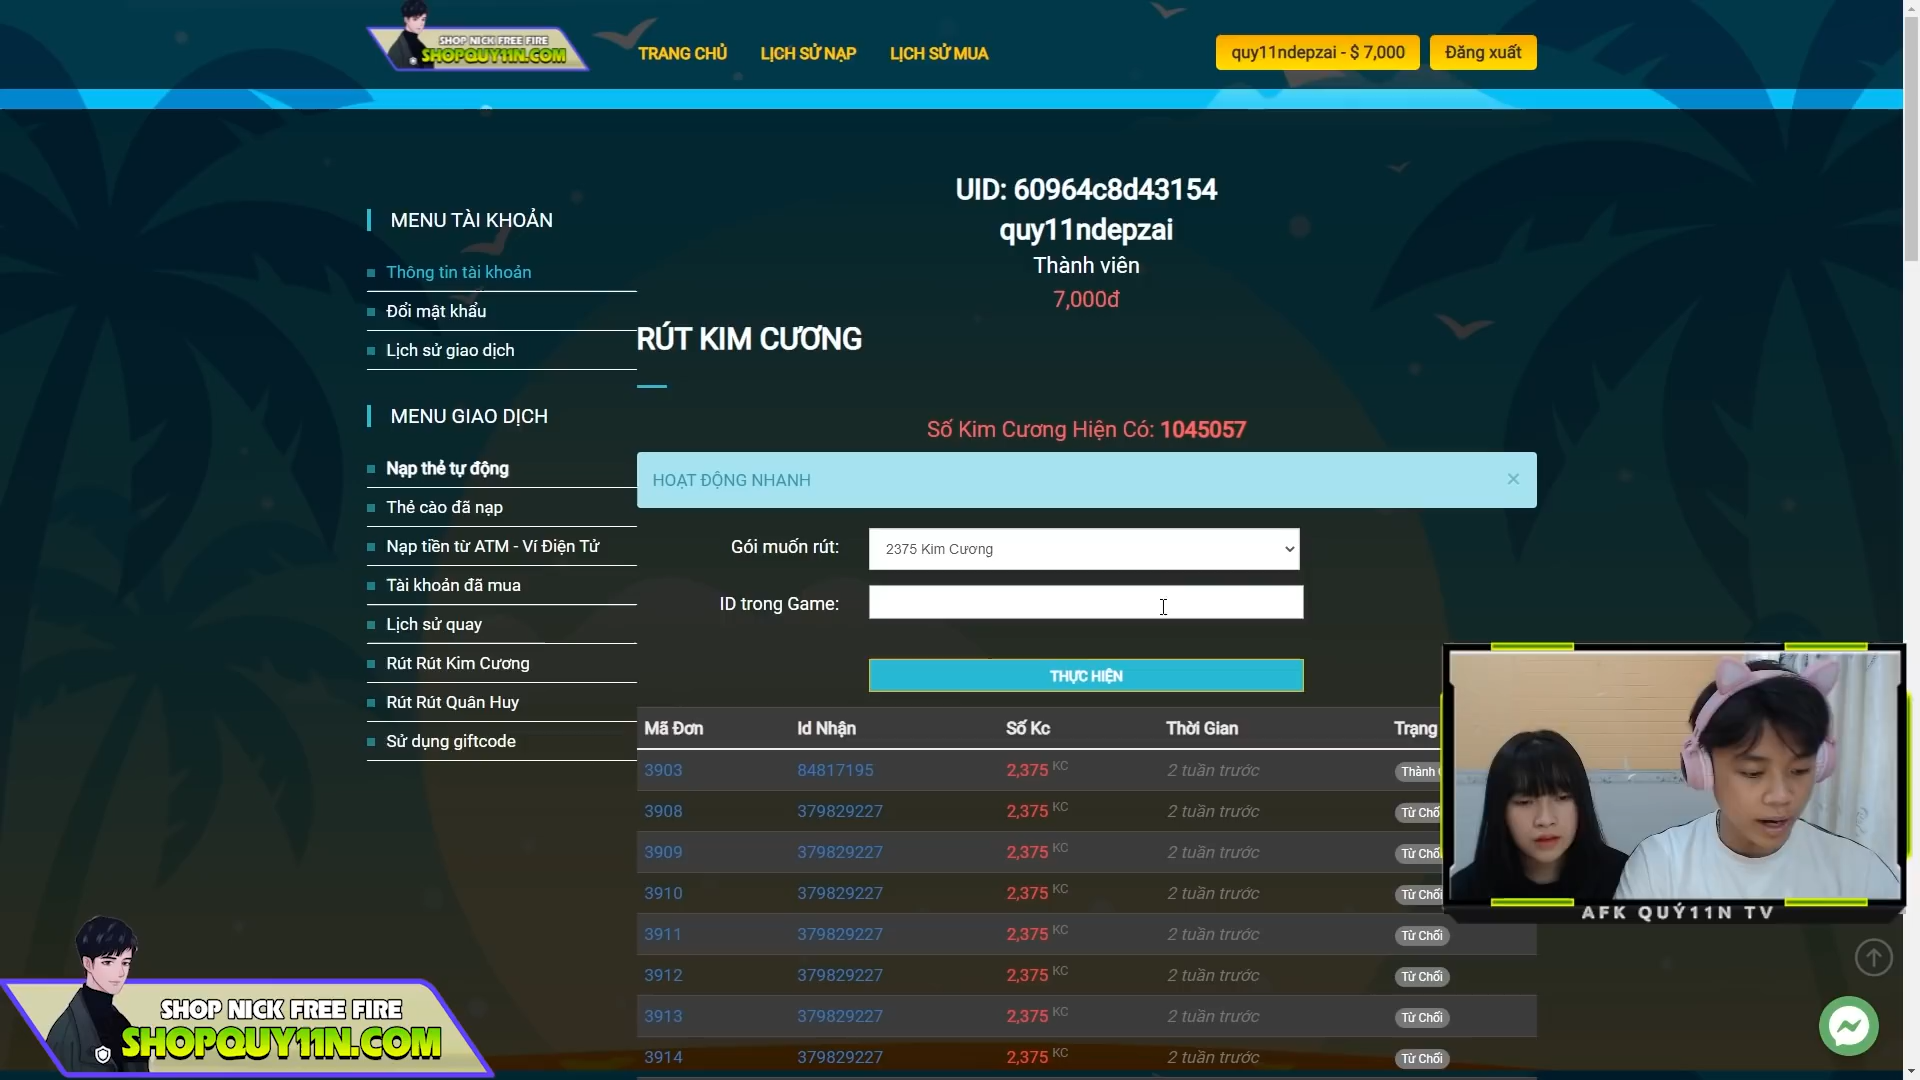 SHOP NICK FREE FIRE
SHOPQUY11N.COM
TRANG CHỦ
LỊCH SỬ NẠP
LỊCH SỬ MUA
quy11ndepzai - $ 7,000
Đăng xuất
UID: 60964c8d43154
quy11ndepzai
Thành viên
7,000đ
MENU TÀI KHOẢN
Thông tin tài khoản
Đổi mật khẩu
Lịch sử giao dịch
MENU GIAO DỊCH
Nạp thẻ tự động
Thẻ cào đã nạp
Nạp tiền từ ATM - Ví Điện Tử
Tài khoản đã mua
Lịch sử quay
Rút Rút Kim Cương
Rút Rút Quân Huy
Sử dụng giftcode
RÚT KIM CƯƠNG
Số Kim Cương Hiện Có: 1045057
HOẠT ĐỘNG NHANH ×
Gói muốn rút: 2375 Kim Cương
ID trong Game:
THỰC HIỆN
Mã Đơn Id Nhận Số Kc Thời Gian Trạng
3903 84817195 2,375 KC 2 tuần trước Thành
3908 379829227 2,375 KC 2 tuần trước Từ Chối
3909 379829227 2,375 KC 2 tuần trước Từ Chối
3910 379829227 2,375 KC 2 tuần trước Từ Chối
3911 379829227 2,375 KC 2 tuần trước Từ Chối
3912 379829227 2,375 KC 2 tuần trước Từ Chối
3913 379829227 2,375 KC 2 tuần trước Từ Chối
3914 379829227 2,375 KC 2 tuần trước Từ Chối
AFK QUÝ11N TV
SHOP NICK FREE FIRE
SHOPQUY11N.COM